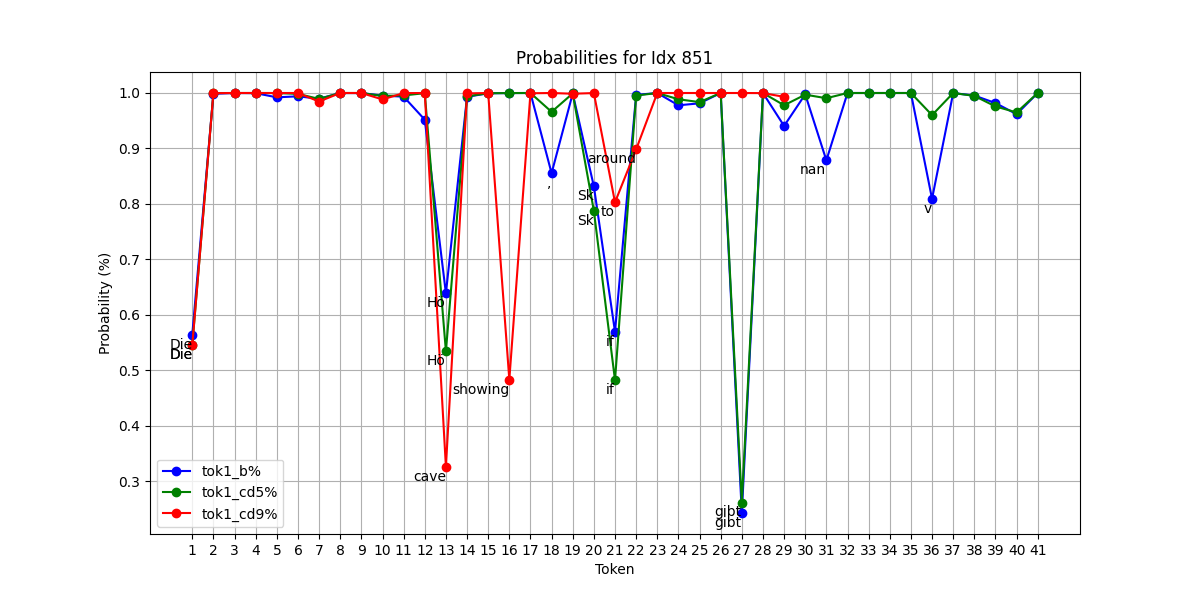 Probabilities for Idx 851
Probability (%)
1.0
0.9
0.8
0.7
0.6
0.5
0.4
0.3
Die
Die
Hö
Hö
cave
showing
,
around
Sk
Sk
to
if
if
gibt
gibt
nan
v
tok1_b%
tok1_cd5%
tok1_cd9%
1 2 3 4 5 6 7 8 9 10 11 12 13 14 15 16 17 18 19 20 21 22 23 24 25 26 27 28 29 30 31 32 33 34 35 36 37 38 39 40 41
Token